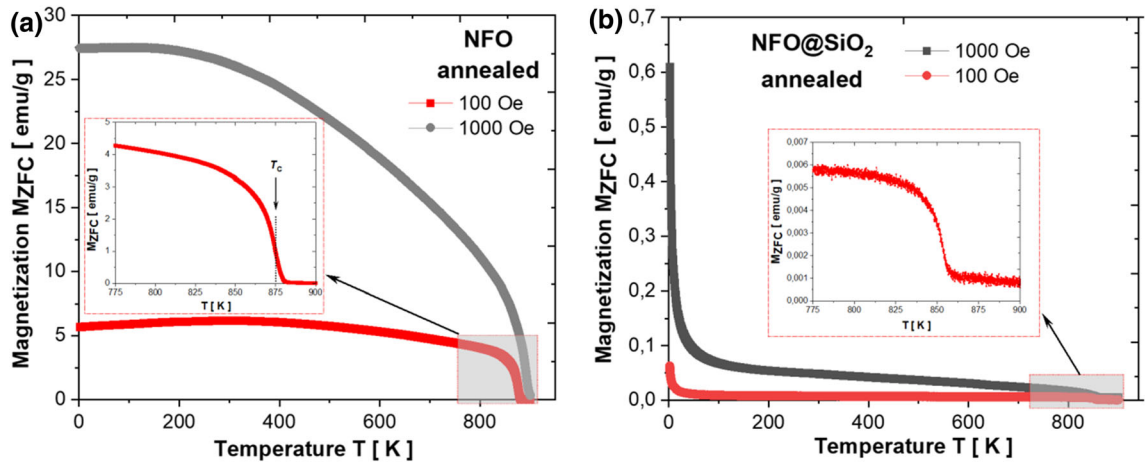 (a)
Magnetization M_ZFC [ emu/g ]
30
25
20
15
10
5
0
NFO
annealed
100 Oe
1000 Oe
M_ZFC [ emu/g ]
5
4
3
2
1
0
T_C
775 800 825 850 875 900
T [ K ]
0 200 400 600 800
Temperature T [ K ]
(b)
Magnetization M_ZFC [ emu/g ]
0,7
0,6
0,5
0,4
0,3
0,2
0,1
0,0
NFO@SiO₂
annealed
1000 Oe
100 Oe
M_ZFC [ emu/g ]
0,007
0,006
0,005
0,004
0,003
0,002
0,001
0,000
775 800 825 850 875 900
T [ K ]
0 200 400 600 800
Temperature T [ K ]